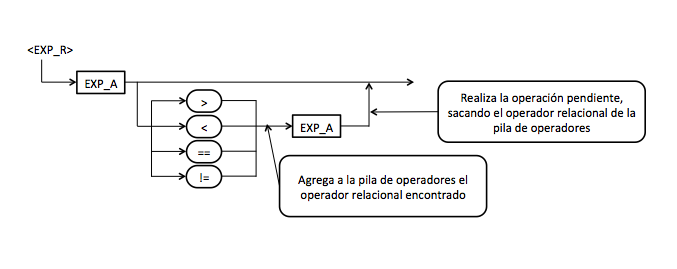 <EXP_R>
EXP_A
>
<
==
!=
EXP_A
Realiza la operación pendiente,
sacando el operador relacional de la
pila de operadores
Agrega a la pila de operadores el
operador relacional encontrado